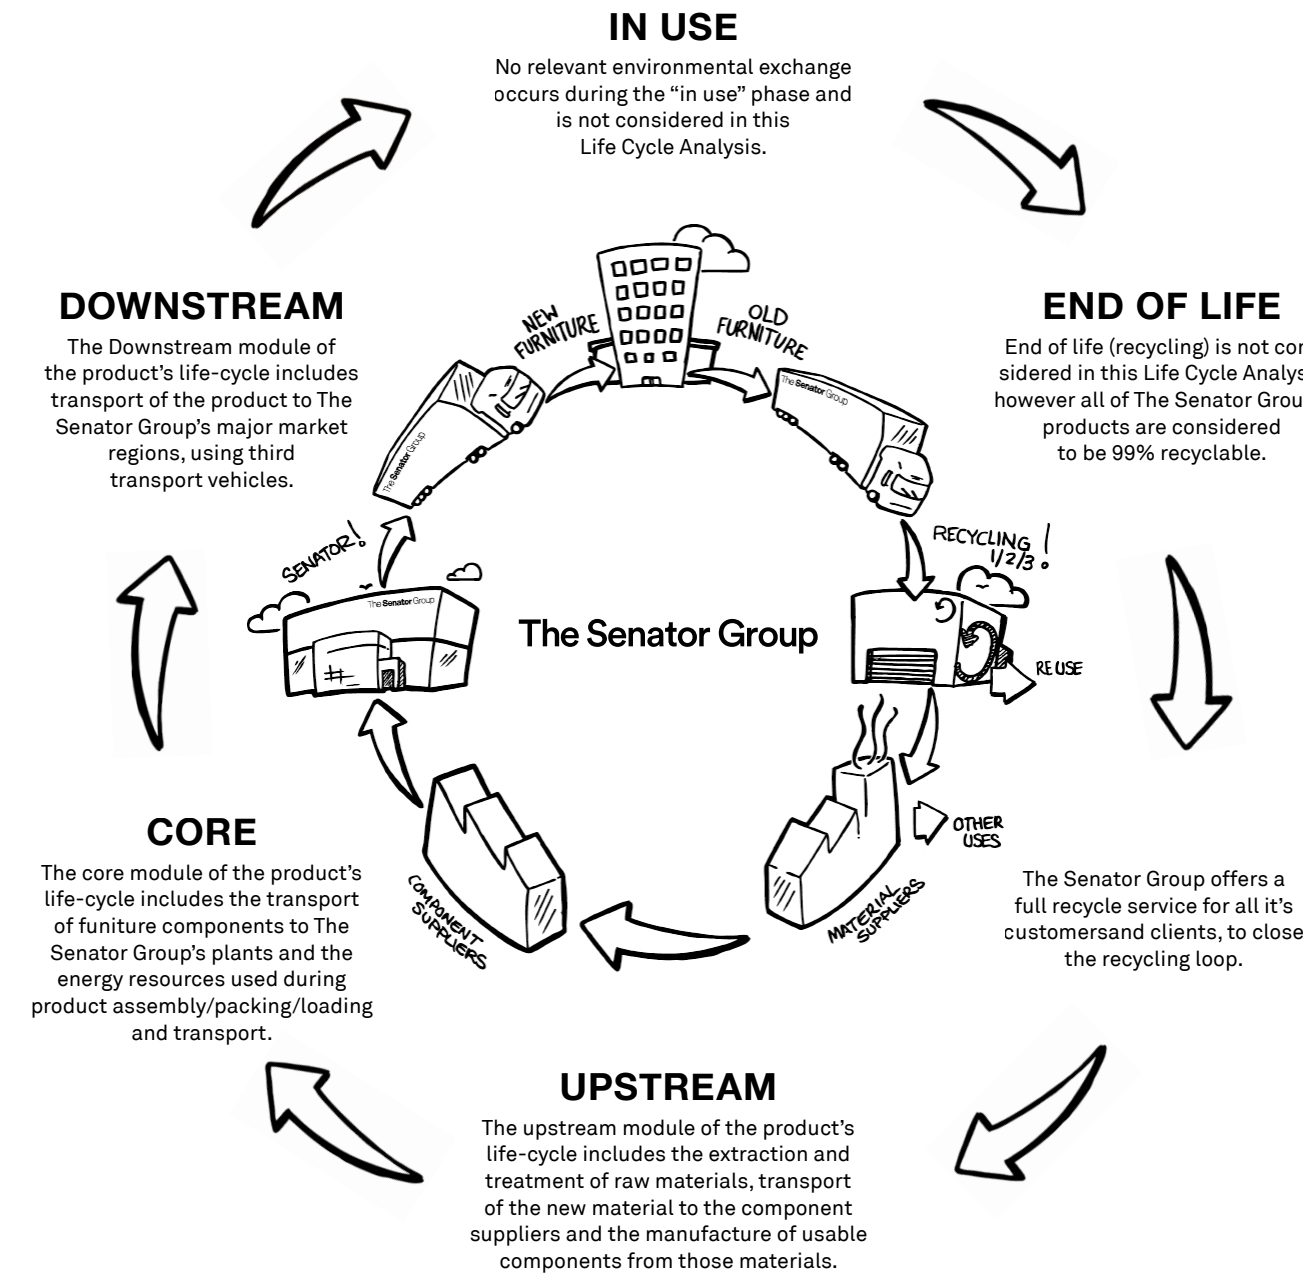 IN USE
No relevant environmental exchange
occurs during the “in use” phase and
is not considered in this
Life Cycle Analysis.
DOWNSTREAM
The Downstream module of
the product’s life-cycle includes
transport of the product to The
Senator Group’s major market
regions, using third
transport vehicles.
END OF LIFE
End of life (recycling) is not con
sidered in this Life Cycle Analys
however all of The Senator Grou
products are considered
to be 99% recyclable.
NEW
FURNITURE
OLD
FURNITURE
The Senator Group
The Senator Group
SENATOR!
RECYCLING
1/2/3!
The Senator Group
The Senator Group
RE USE
OTHER
USES
COMPONENT
SUPPLIERS
MATERIAL
SUPPLIERS
CORE
The core module of the product’s
life-cycle includes the transport
of funiture components to The
Senator Group’s plants and the
energy resources used during
product assembly/packing/loading
and transport.
The Senator Group offers a
full recycle service for all it’s
customersand clients, to close
the recycling loop.
UPSTREAM
The upstream module of the product’s
life-cycle includes the extraction and
treatment of raw materials, transport
of the new material to the component
suppliers and the manufacture of usable
components from those materials.